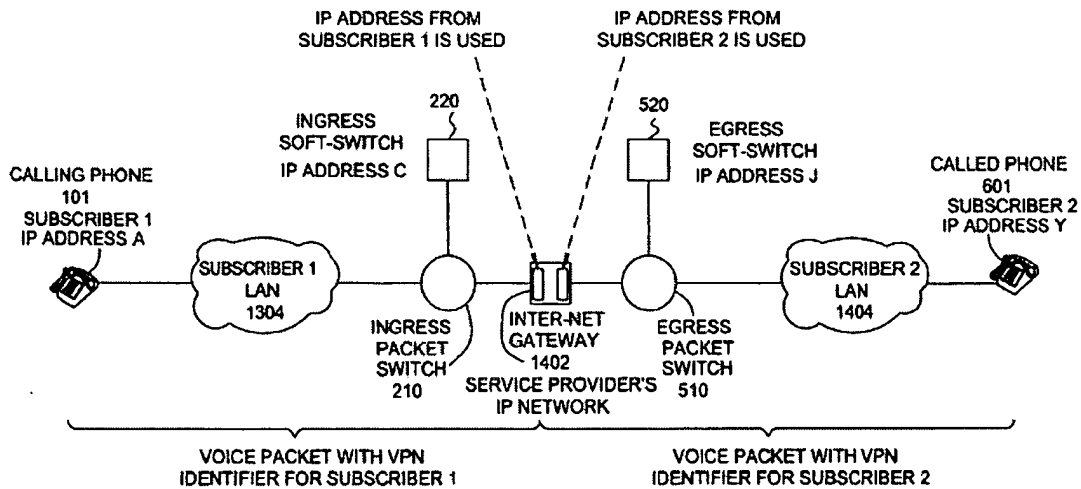 IP ADDRESS FROM
SUBSCRIBER 1 IS USED
IP ADDRESS FROM
SUBSCRIBER 2 IS USED
220
INGRESS
SOFT-SWITCH
IP ADDRESS C
520
EGRESS
SOFT-SWITCH
IP ADDRESS J
CALLING PHONE
101
SUBSCRIBER 1
IP ADDRESS A
CALLED PHONE
601
SUBSCRIBER 2
IP ADDRESS Y
SUBSCRIBER 1
LAN
1304
SUBSCRIBER 2
LAN
1404
INGRESS
PACKET
SWITCH
210
INTER-NET
GATEWAY
1402
SERVICE PROVIDER'S
IP NETWORK
EGRESS
PACKET
SWITCH
510
VOICE PACKET WITH VPN
IDENTIFIER FOR SUBSCRIBER 1
VOICE PACKET WITH VPN
IDENTIFIER FOR SUBSCRIBER 2